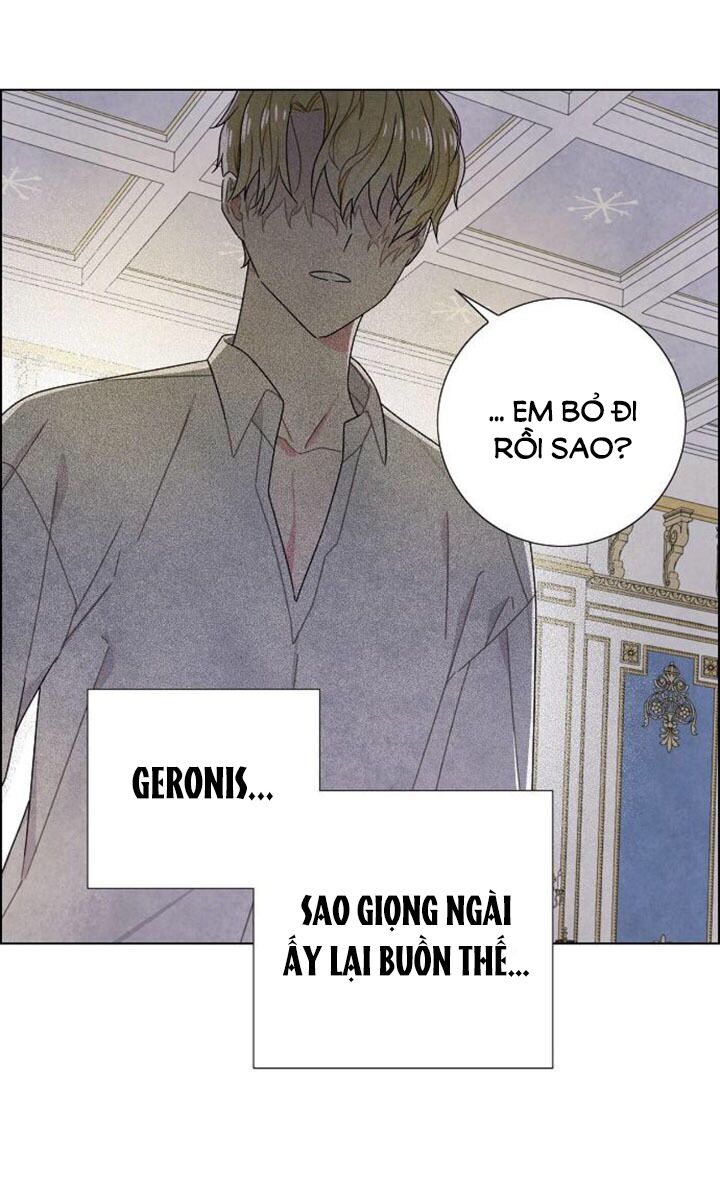 ... EM BỎ ĐI
RỒI SAO?
GERONIS...
SAO GIỌNG NGÀI
ẤY LẠI BUỒN THẾ...